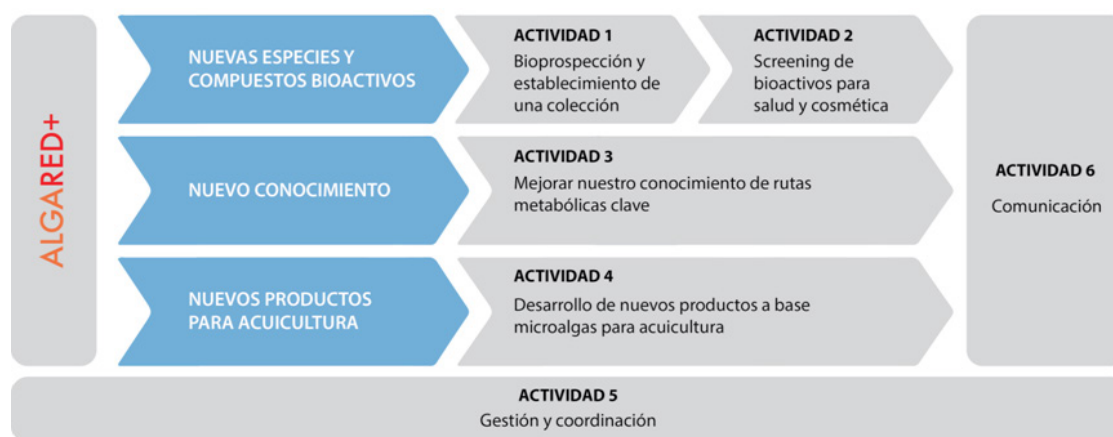 ALGARED+
NUEVAS ESPECIES Y
COMPUESTOS BIOACTIVOS
ACTIVIDAD 1
Bioprospección y
establecimiento de
una colección
ACTIVIDAD 2
Screening de
bioactivos para
salud y cosmética
NUEVO CONOCIMIENTO
ACTIVIDAD 3
Mejorar nuestro conocimiento de rutas
metabólicas clave
NUEVOS PRODUCTOS
PARA ACUICULTURA
ACTIVIDAD 4
Desarrollo de nuevos productos a base
microalgas para acuicultura
ACTIVIDAD 6
Comunicación
ACTIVIDAD 5
Gestión y coordinación